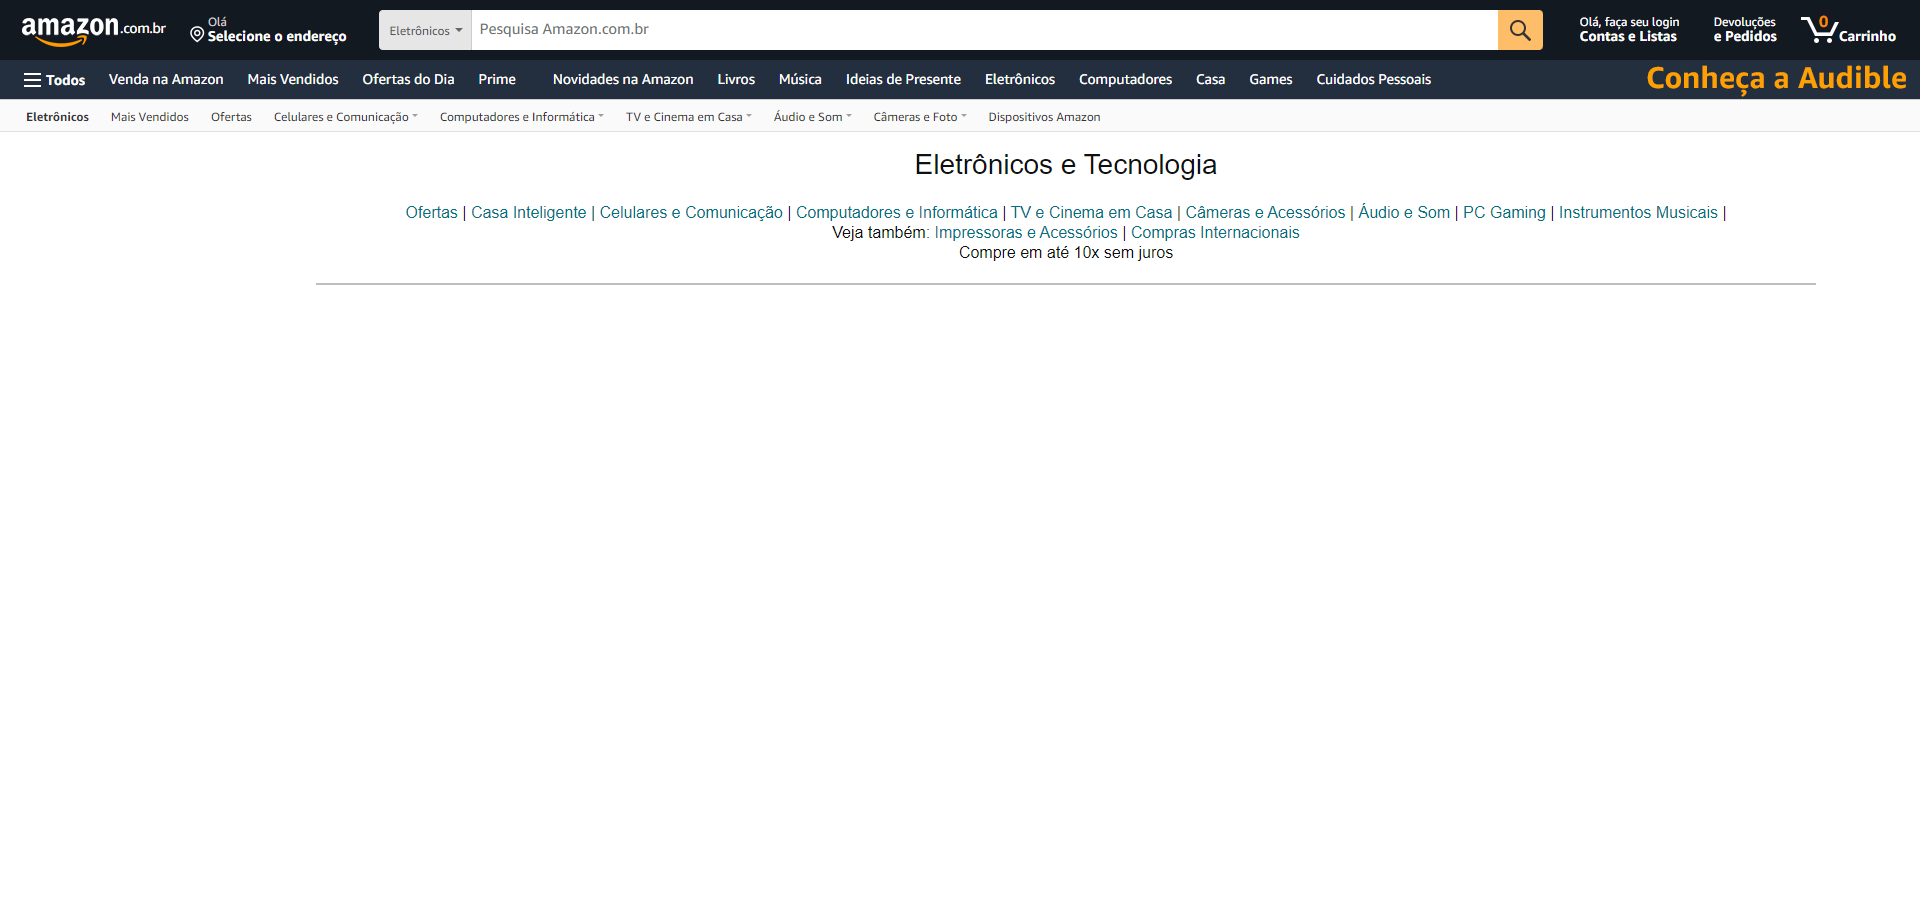 amazon.com.br
Olá
Selecione o endereço
Eletrônicos
Pesquisa Amazon.com.br
Olá, faça seu login
Contas e Listas
Devoluções
e Pedidos
0
Carrinho
Todos Venda na Amazon Mais Vendidos Ofertas do Dia Prime Novidades na Amazon Livros Música Ideias de Presente Eletrônicos Computadores Casa Games Cuidados Pessoais Conheça a Audible
Eletrônicos Mais Vendidos Ofertas Celulares e Comunicação Computadores e Informática TV e Cinema em Casa Áudio e Som Câmeras e Foto Dispositivos Amazon
Eletrônicos e Tecnologia
Ofertas | Casa Inteligente | Celulares e Comunicação | Computadores e Informática | TV e Cinema em Casa | Câmeras e Acessórios | Áudio e Som | PC Gaming | Instrumentos Musicais |
Veja também: Impressoras e Acessórios | Compras Internacionais
Compre em até 10x sem juros